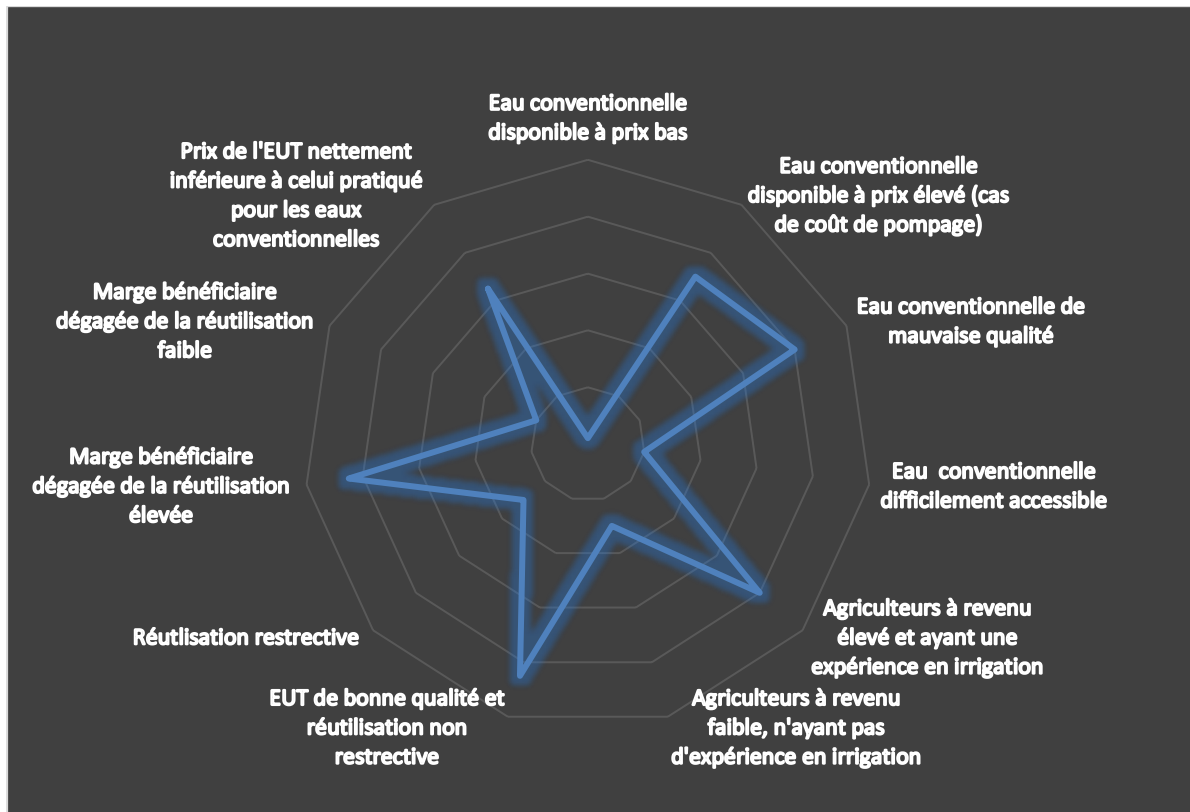 Eau conventionnelle
disponible à prix bas
Eau conventionnelle
disponible à prix élevé (cas
de coût de pompage)
Eau conventionnelle de
mauvaise qualité
Eau  conventionnelle
difficilement accessible
Agriculteurs à revenu
élevé et ayant une
expérience en irrigation
Agriculteurs à revenu
faible, n'ayant pas
d'expérience en irrigation
EUT de bonne qualité et
réutilisation non
restrective
Réutlisation restrective
Marge bénéficiaire
dégagée de la réutilisation
élevée
Marge bénéficiaire
dégagée de la réutilisation
faible
Prix de l'EUT nettement
inférieure à celui pratiqué
pour les eaux
conventionnelles